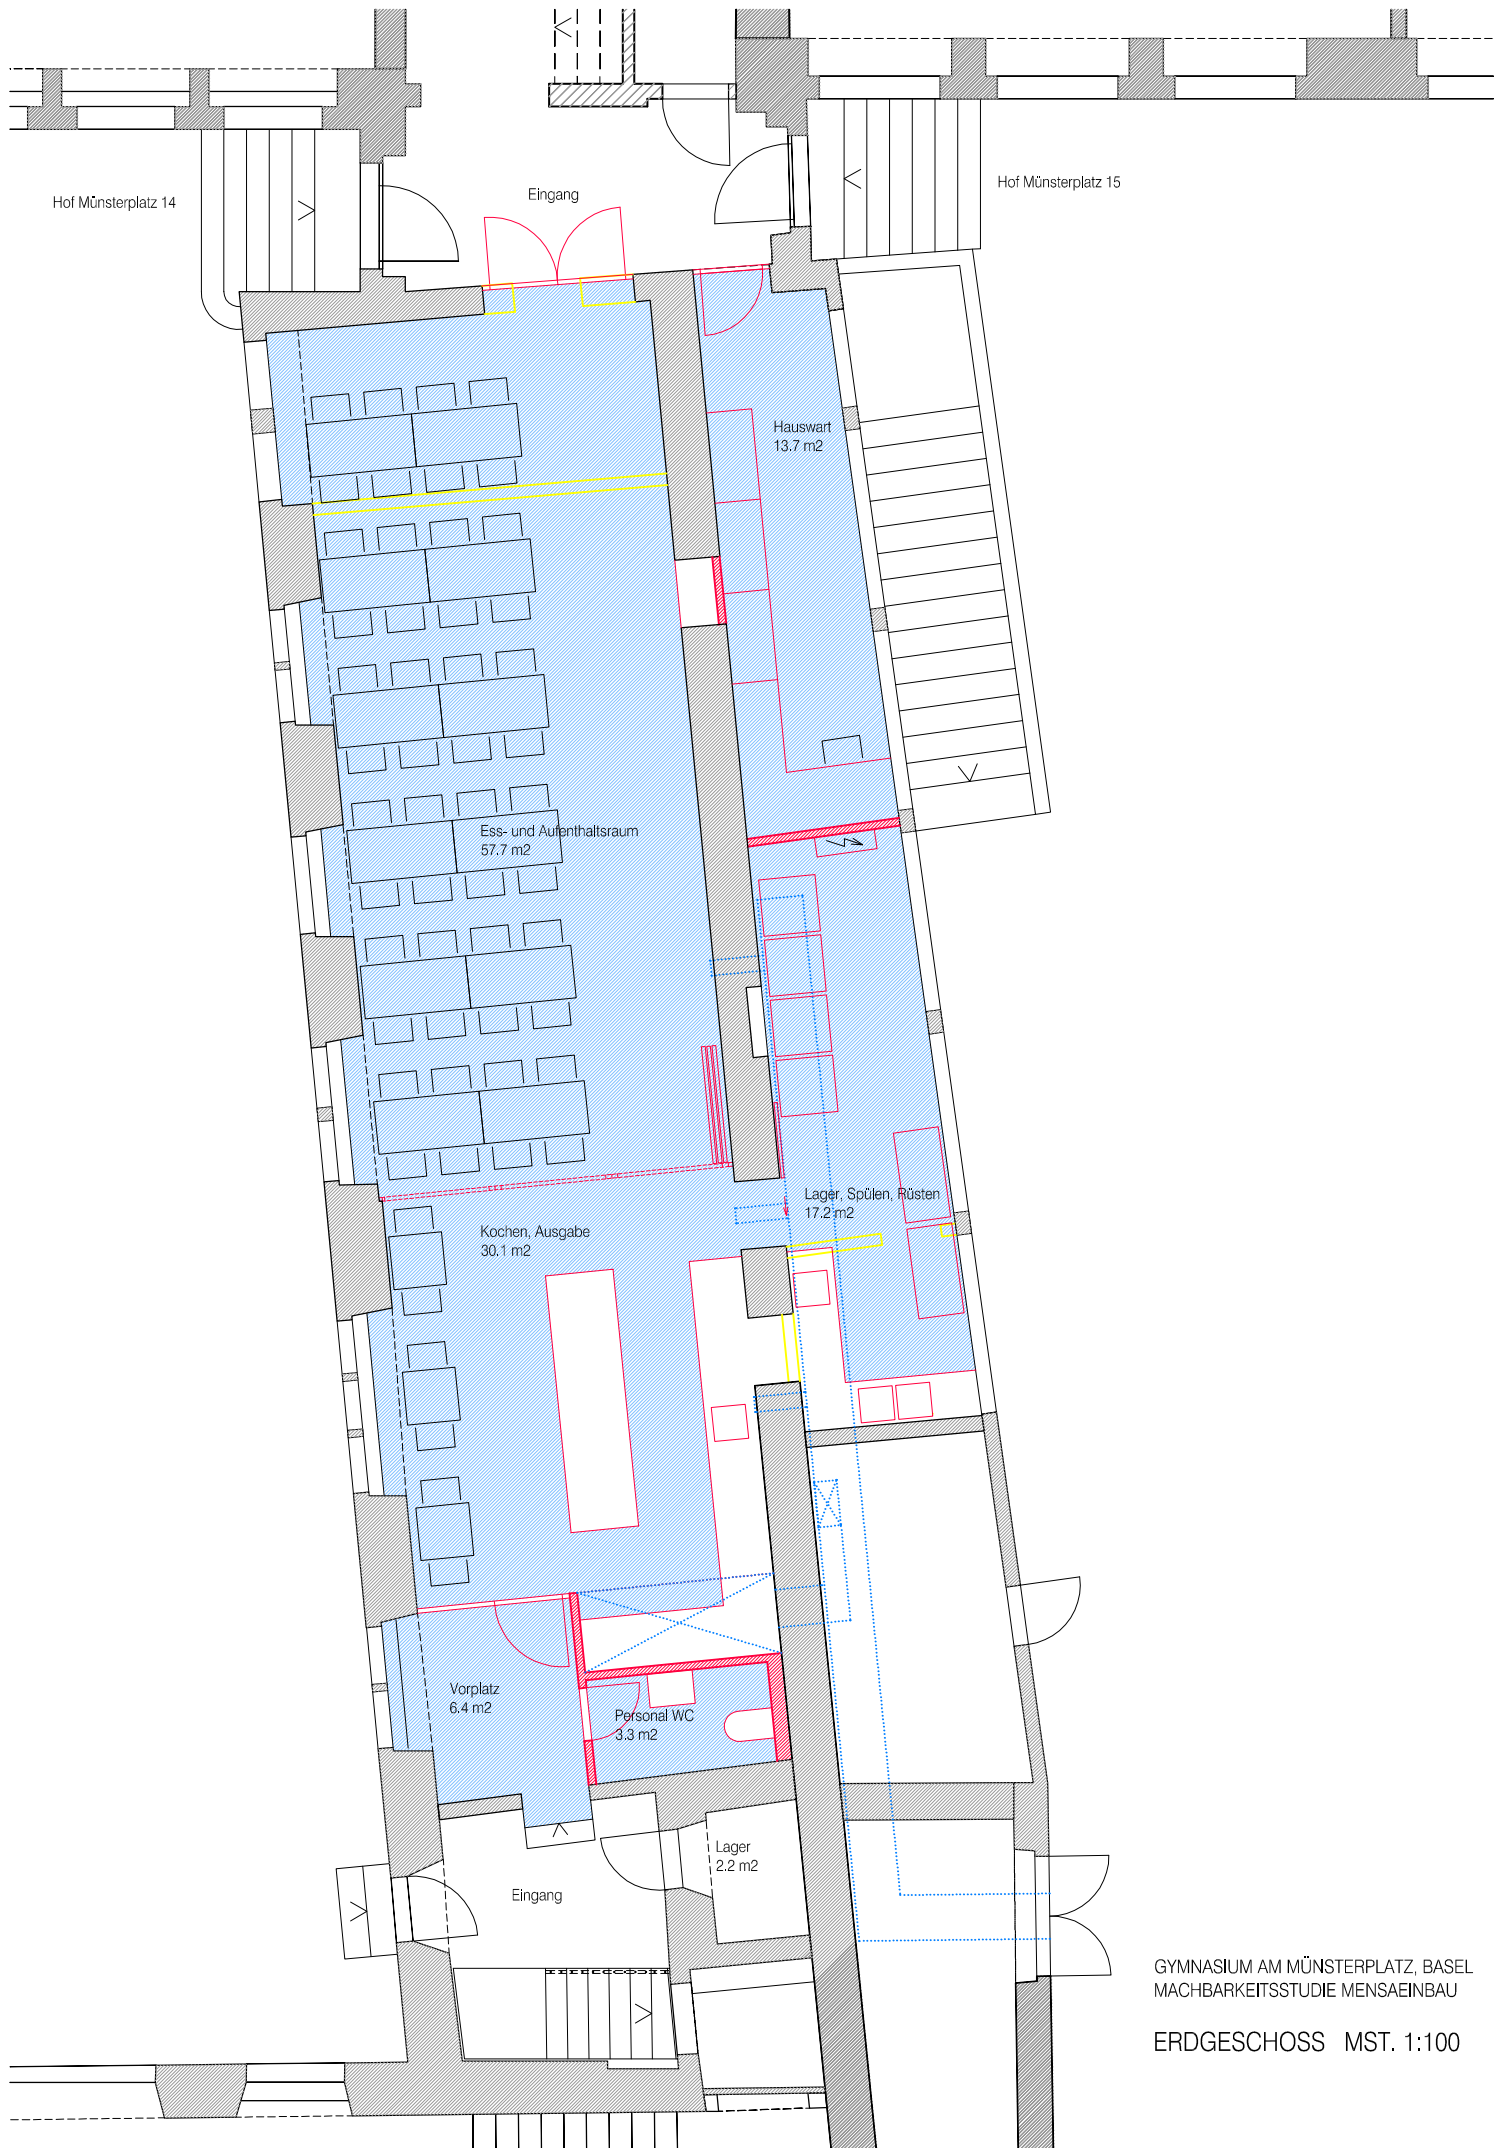 Hof Münsterplatz 14
Eingang
Hof Münsterplatz 15
Hauswart
13.7 m2
Ess- und Aufenthaltsraum
57.7 m2
Lager, Spülen, Rüsten
17.2 m2
Kochen, Ausgabe
30.1 m2
Vorplatz
6.4 m2
Personal WC
3.3 m2
Lager
2.2 m2
Eingang
GYMNASIUM AM MÜNSTERPLATZ, BASEL
MACHBARKEITSSTUDIE MENSAEINBAU
ERDGESCHOSS MST. 1:100